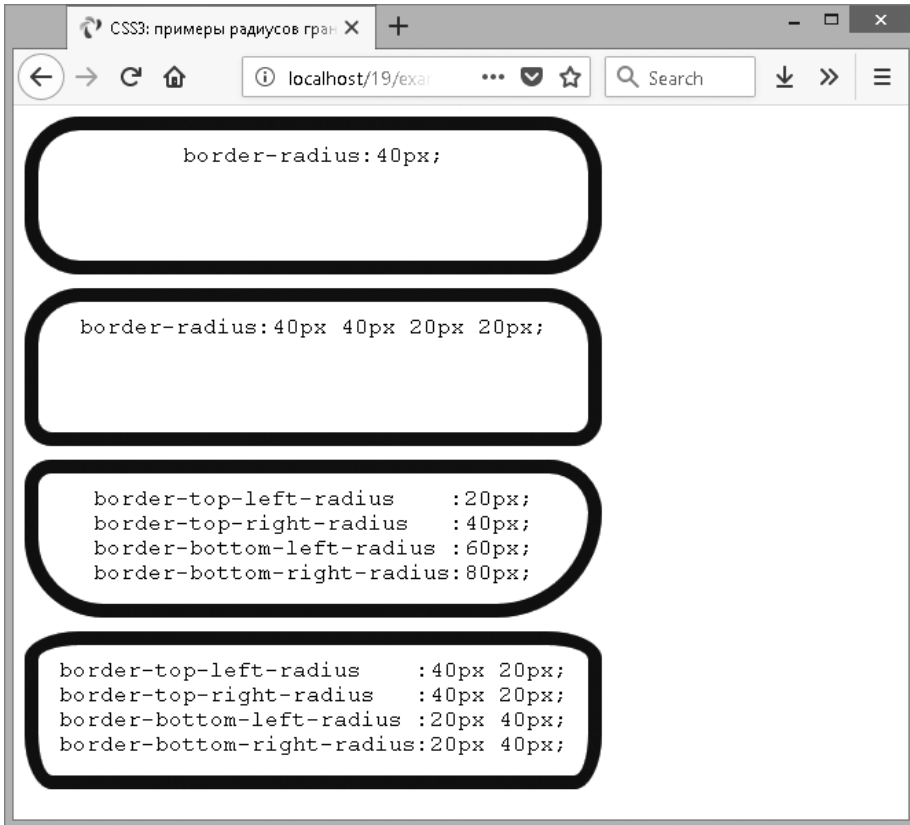 CSS3: примеры радиусов гран
localhost/19/exa
Search
border-radius:40px;
border-radius:40px 40px 20px 20px;
border-top-left-radius    :20px;
border-top-right-radius   :40px;
border-bottom-left-radius :60px;
border-bottom-right-radius:80px;
border-top-left-radius    :40px 20px;
border-top-right-radius   :40px 20px;
border-bottom-left-radius :20px 40px;
border-bottom-right-radius:20px 40px;